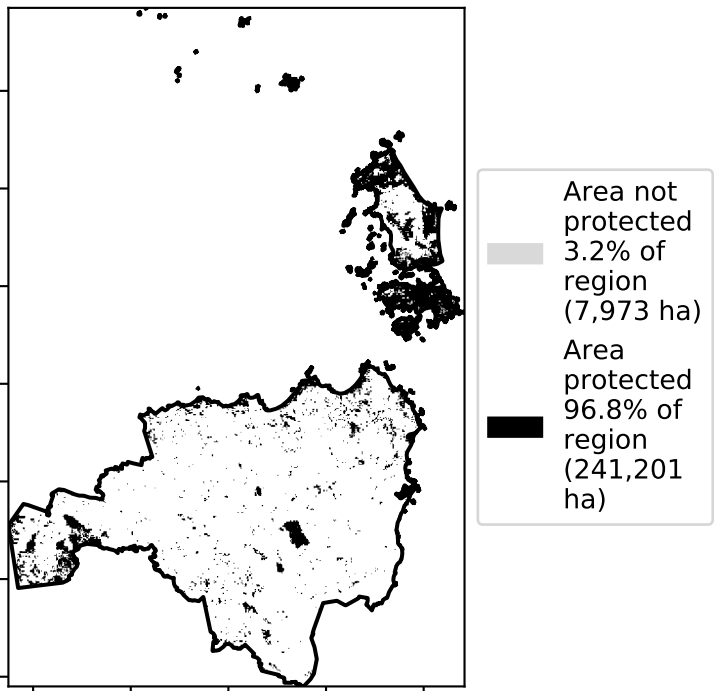 Area not
protected
3.2% of
region
(7,973 ha)
Area
protected
96.8% of
region
(241,201
ha)